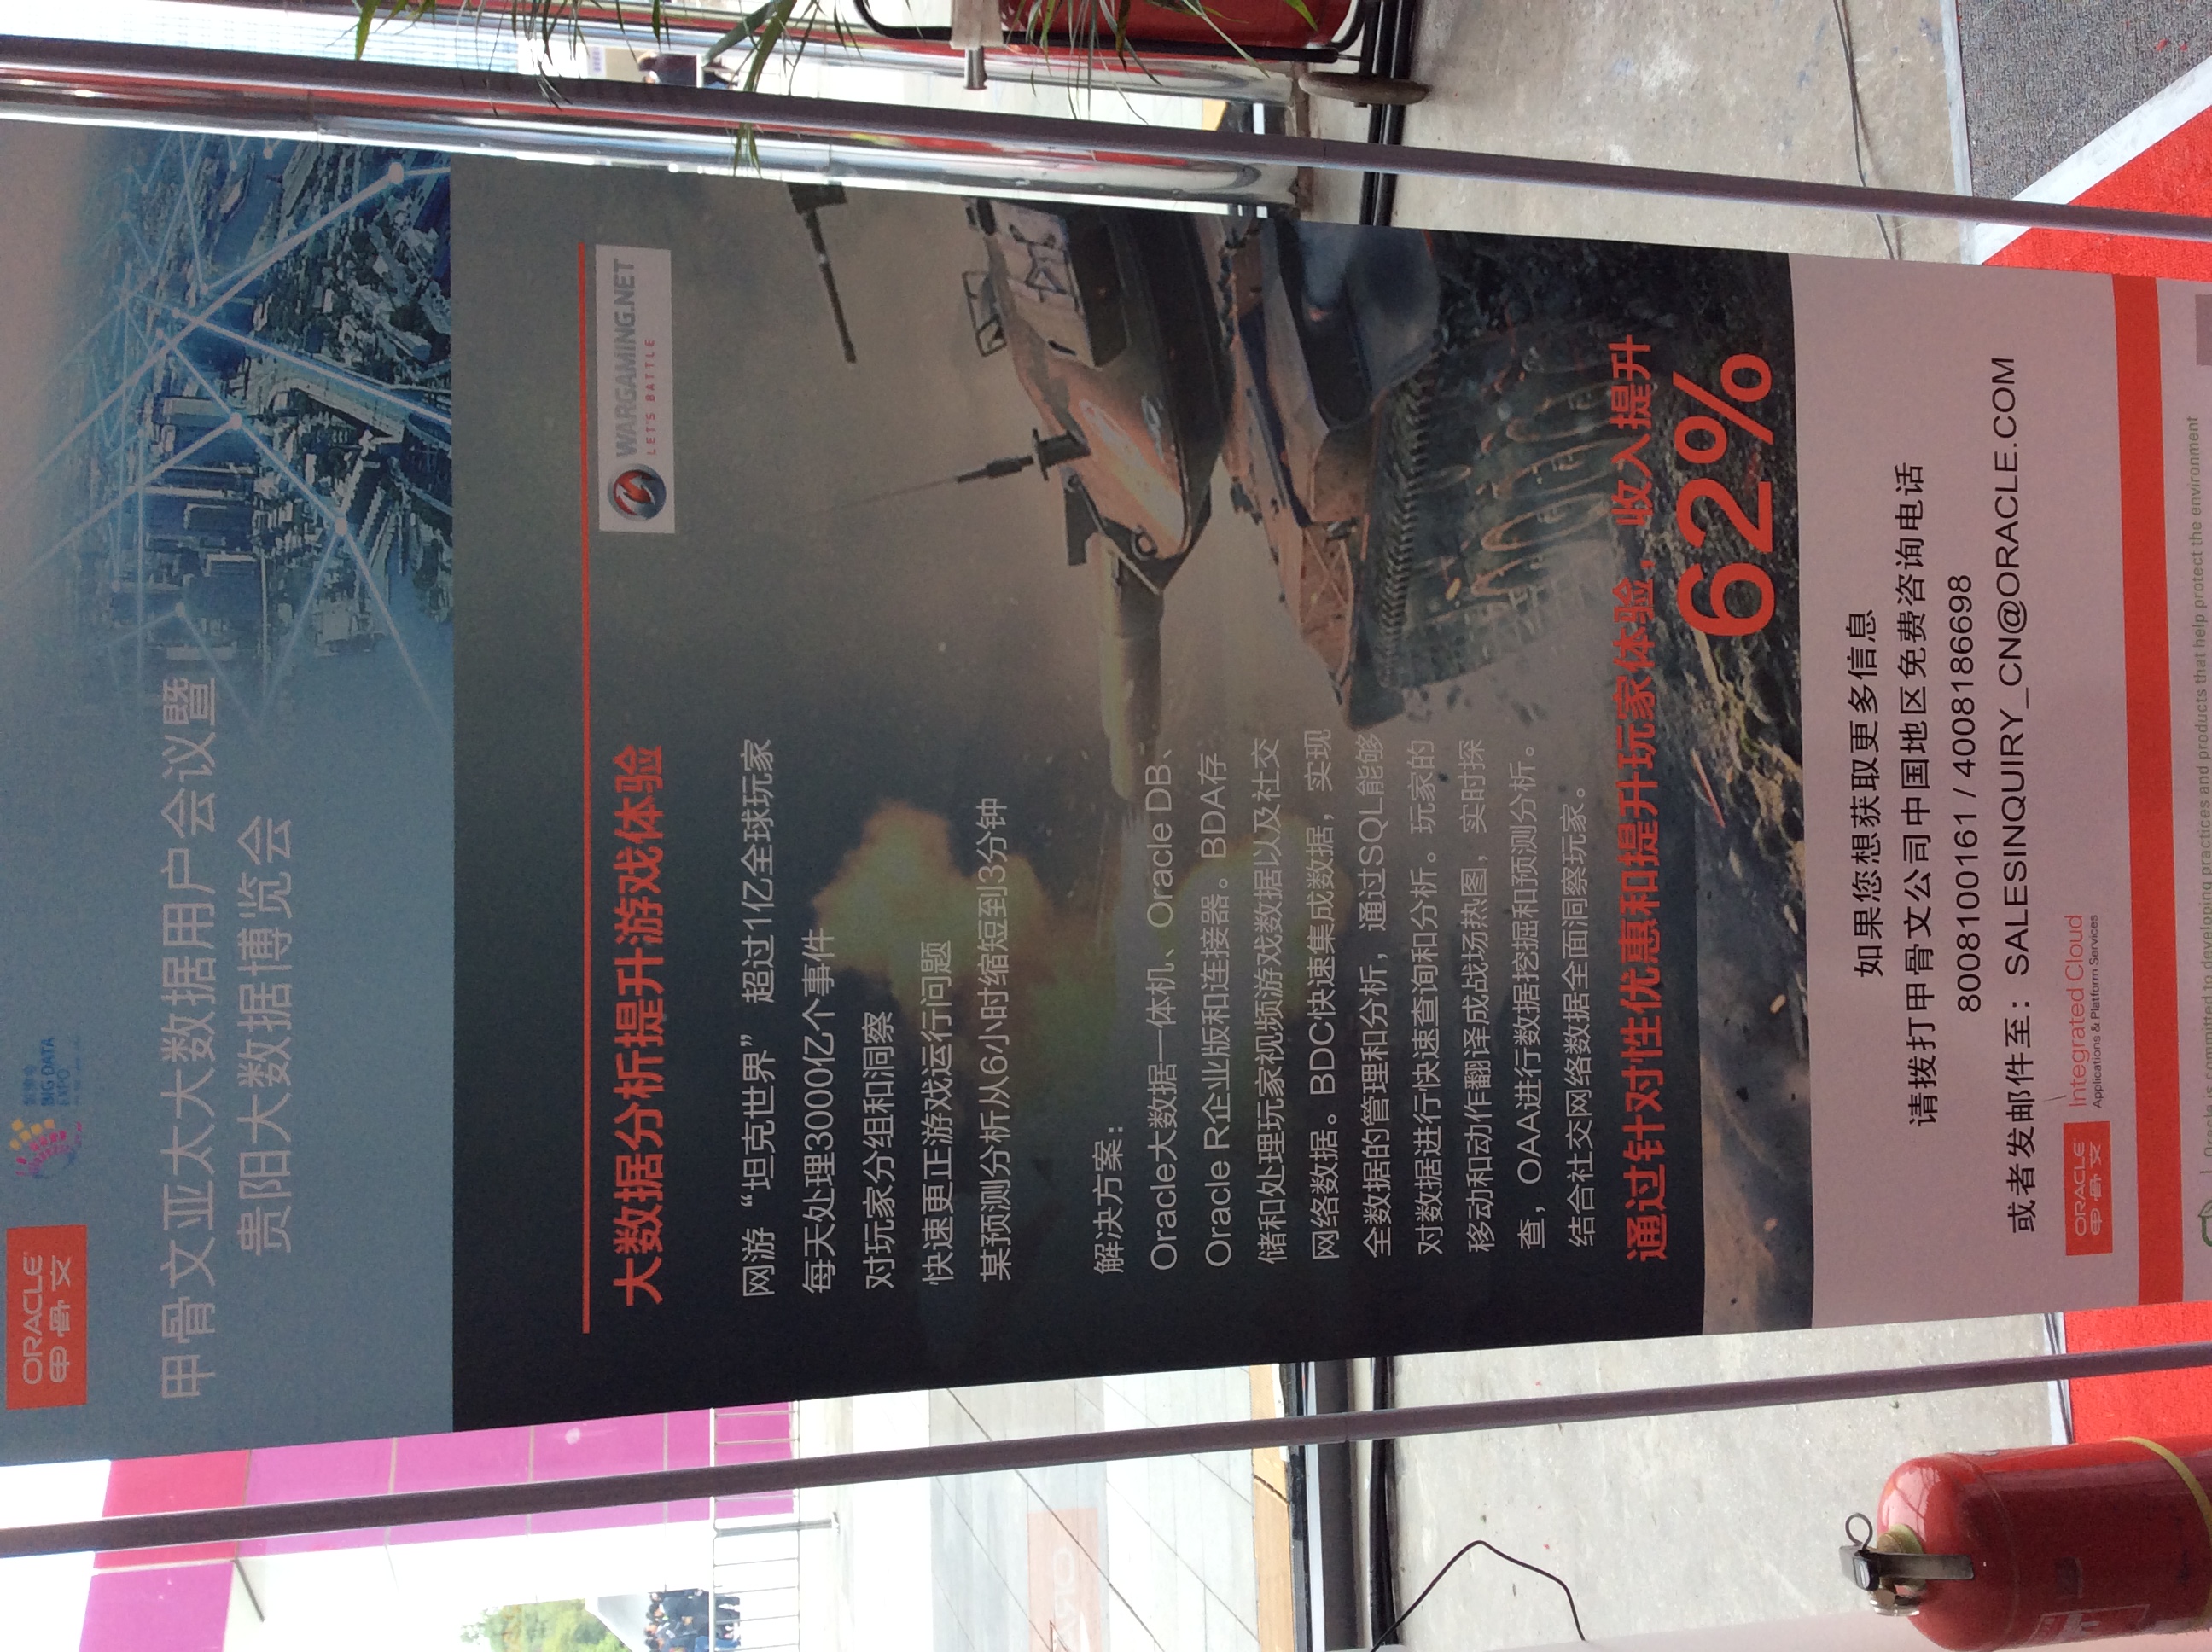 ORACLE
甲骨文
数博会
BIG DATA
EXPO
甲骨文亚太大数据用户会议暨
贵阳大数据博览会
大数据分析提升游戏体验
WARGAMING.NET
LET'S BATTLE
网游“坦克世界” 超过1亿全球玩家
每天处理3000亿个事件
对玩家分组和洞察
快速更正游戏运行问题
某预测分析从6小时缩短到3分钟
解决方案：
Oracle大数据一体机、Oracle DB、
Oracle R企业版和连接器。BDA存
储和处理玩家视频游戏数据以及社交
网络数据。BDC快速集成数据，实现
全数据的管理和分析，通过SQL能够
对数据进行快速查询和分析。玩家的
移动和动作翻译成战场热图，实时探
查，OAA进行数据挖掘和预测分析。
结合社交网络数据全面洞察玩家。
通过针对性优惠和提升玩家体验，收入提升
62%
如果您想获取更多信息
请拨打甲骨文公司中国地区免费咨询电话
8008100161 / 4008186698
或者发邮件至：SALESINQUIRY_CN@ORACLE.COM
ORACLE
甲骨文
Integrated Cloud
Applications & Platform Services
Oracle is committed to developing practices and products that help protect the environment